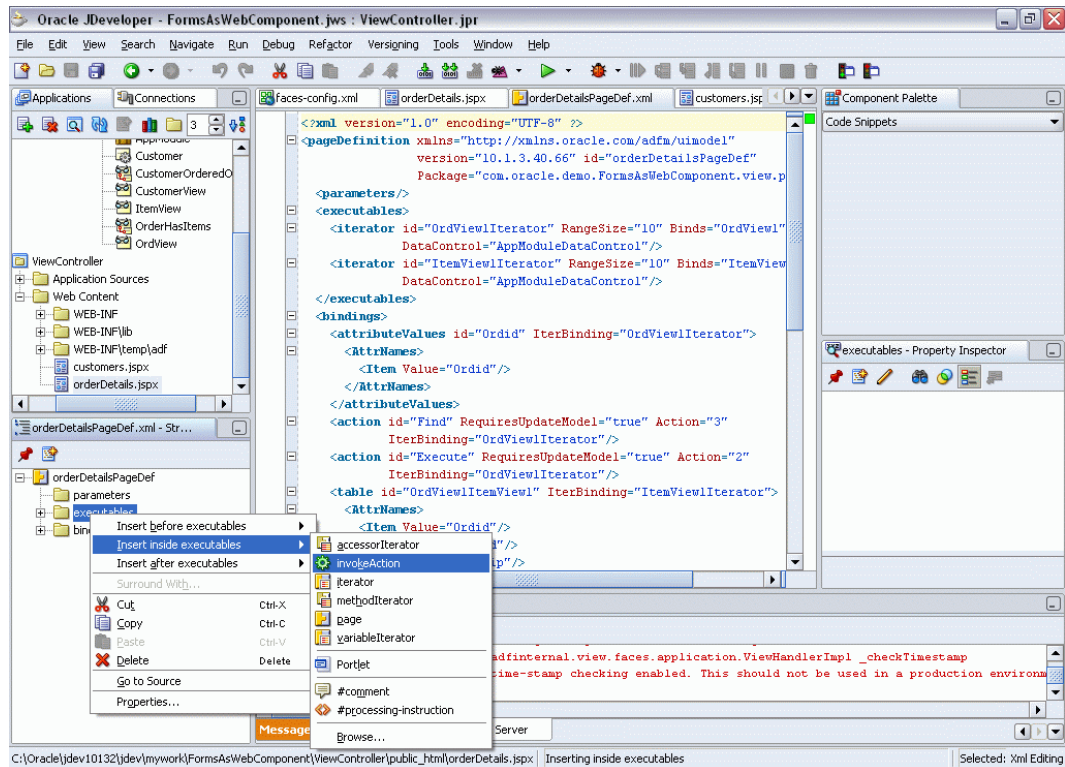 Oracle JDeveloper - FormsAsWebComponent.jws : ViewController.jpr
File Edit View Search Navigate Run Debug Refactor Versioning Tools Window Help
Applications Connections
faces-config.xml orderDetails.jspx orderDetailsPageDef.xml customers.jsp
Component Palette
3
Code Snippets
AppModule
Customer
CustomerOrderedO
CustomerView
ItemView
OrderHasItems
OrdView
ViewController
Application Sources
Web Content
WEB-INF
WEB-INF\lib
WEB-INF\temp\adf
customers.jspx
orderDetails.jspx
<?xml version="1.0" encoding="UTF-8" ?>
<pageDefinition xmlns="http://xmlns.oracle.com/adfm/uimodel"
version="10.1.3.40.66" id="orderDetailsPageDef"
Package="com.oracle.demo.FormsAsWebComponent.view.p
<parameters/>
<executables>
<iterator id="OrdView1Iterator" RangeSize="10" Binds="OrdView1"
DataControl="AppModuleDataControl"/>
<iterator id="ItemView1Iterator" RangeSize="10" Binds="ItemView
DataControl="AppModuleDataControl"/>
</executables>
<bindings>
<attributeValues id="Ordid" IterBinding="OrdView1Iterator">
<AttrNames>
<Item Value="Ordid"/>
</AttrNames>
</attributeValues>
<action id="Find" RequiresUpdateModel="true" Action="3"
IterBinding="OrdView1Iterator"/>
<action id="Execute" RequiresUpdateModel="true" Action="2"
IterBinding="OrdView1Iterator"/>
<table id="OrdView1ItemView1" IterBinding="ItemView1Iterator">
<AttrNames>
<Item Value="Ordid"/>
"/>
p"/>
executables - Property Inspector
orderDetailsPageDef.xml - Str...
orderDetailsPageDef
parameters
executables
bin
Insert before executables
Insert inside executables
Insert after executables
Surround With...
Cut Ctrl-X
Copy Ctrl-C
Paste Ctrl-V
Delete Delete
Go to Source
Properties...
accessorIterator
invokeAction
iterator
methodIterator
page
variableIterator
Portlet
#comment
#processing-instruction
Browse...
adfinternal.view.faces.application.ViewHandlerImpl _checkTimestamp
time-stamp checking enabled. This should not be used in a production environm
Message
Server
C:\Oracle\jdev10132\jdev\mywork\FormsAsWebComponent\ViewController\public_html\orderDetails.jspx Inserting inside executables Selected: Xml Editing